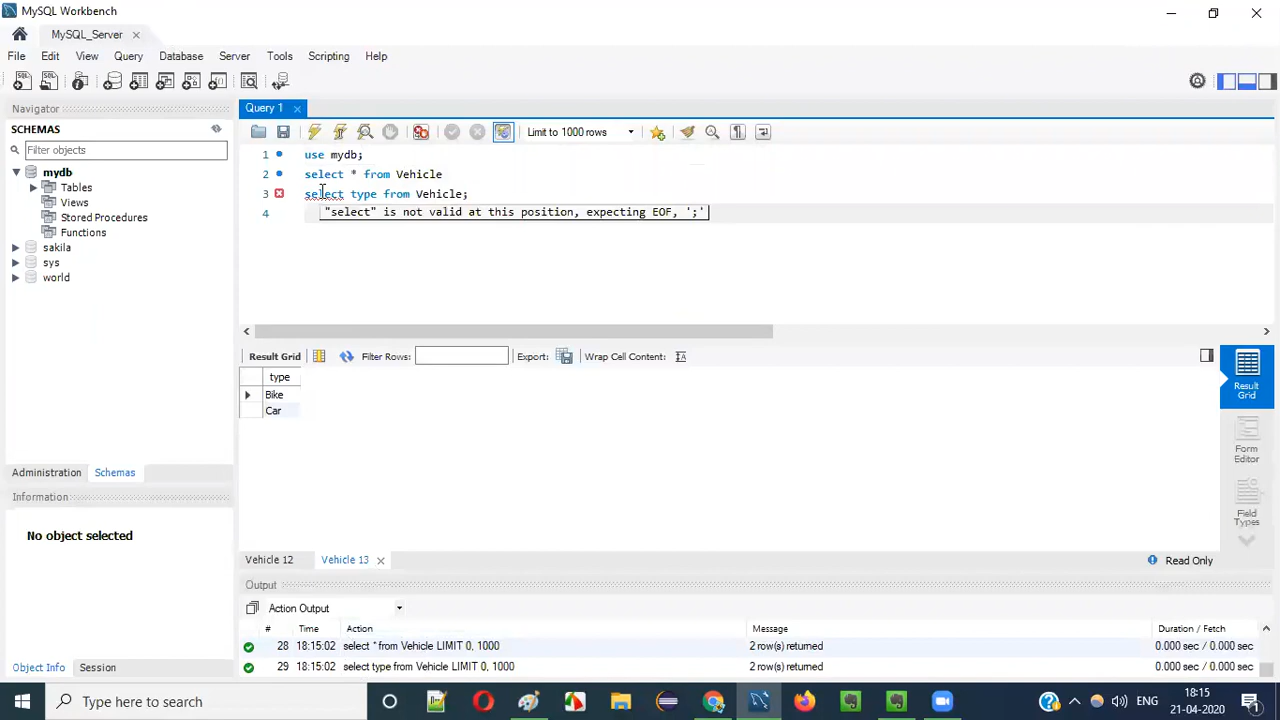 MySQL Workbench
MySQL_Server
File Edit View Query Database Server Tools Scripting Help
Navigator
SCHEMAS
Filter objects
mydb
Tables
Views
Stored Procedures
Functions
sakila
sys
world
Administration Schemas
Information
No object selected
Object Info Session
Query 1
Limit to 1000 rows
1 use mydb;
2 select * from Vehicle
3 select type from Vehicle;
4
"select" is not valid at this position, expecting EOF, ';'
Result Grid Filter Rows: Export: Wrap Cell Content:
type
Bike
Car
Result Grid
Form Editor
Field Types
Vehicle 12 Vehicle 13
Read Only
Output
Action Output
# Time Action Message Duration / Fetch
28 18:15:02 select * from Vehicle LIMIT 0, 1000 2 row(s) returned 0.000 sec / 0.000 sec
29 18:15:02 select type from Vehicle LIMIT 0, 1000 2 row(s) returned 0.000 sec / 0.000 sec
Type here to search
ENG
18:15
21-04-2020
1